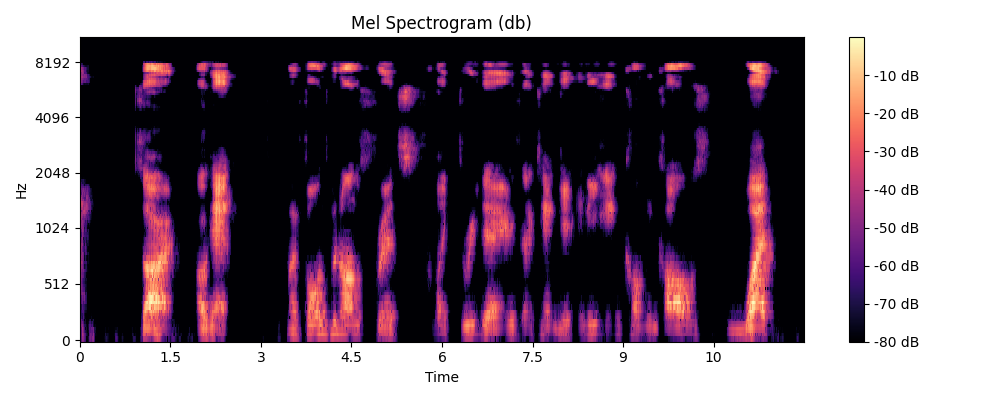 Mel Spectrogram (db)
8192
4096
2048
1024
512
0
Hz
0 1.5 3 4.5 6 7.5 9 10
Time
-10 dB
-20 dB
-30 dB
-40 dB
-50 dB
-60 dB
-70 dB
-80 dB